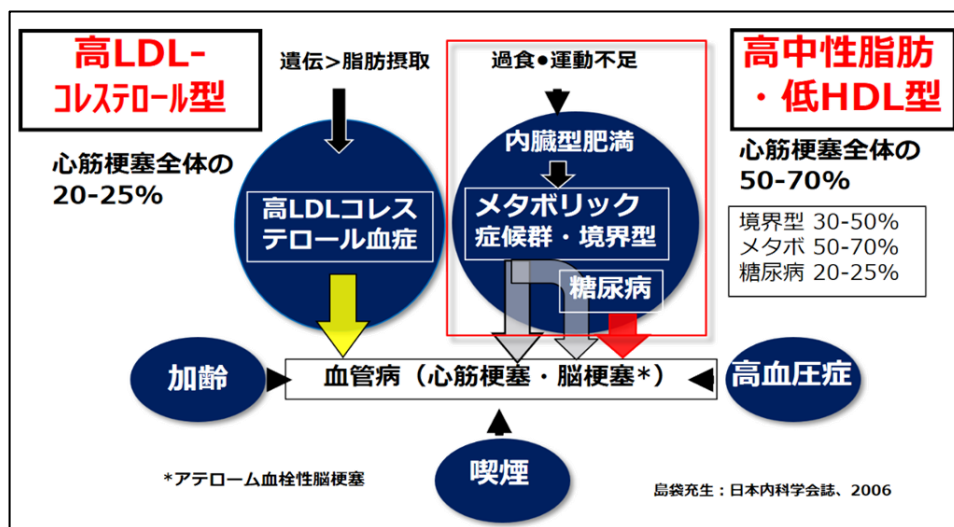 高LDL-
コレステロール型
心筋梗塞全体の
20-25%
遺伝>脂肪摂取
高LDLコレス
テロール血症
過食●運動不足
内臓型肥満
メタボリック
症候群・境界型
糖尿病
高中性脂肪
・低HDL型
心筋梗塞全体の
50-70%
境界型 30-50%
メタボ 50-70%
糖尿病 20-25%
加齢
血管病（心筋梗塞・脳梗塞*）
高血圧症
喫煙
*アテローム血栓性脳梗塞
島袋充生：日本内科学会誌、2006